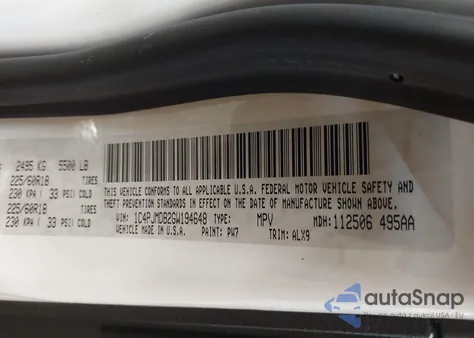 2495 KG 5500 LB
225/60R18 TIRES
230 KPA ( 33 PSI) COLD
225/60R18 TIRES
230 KPA ( 33 PSI) COLD
THIS VEHICLE CONFORMS TO ALL APPLICABLE U.S.A. FEDERAL MOTOR VEHICLE SAFETY AND
THEFT PREVENTION STANDARDS IN EFFECT ON THE DATE OF MANUFACTURE SHOWN ABOVE.
VIN: 1C4PJMDB2GW194648 TYPE: MPV MDH: 112506 495AA
VEHICLE MADE IN U.S.A. PAINT: PW7 TRIM: ALX9
autoSnap